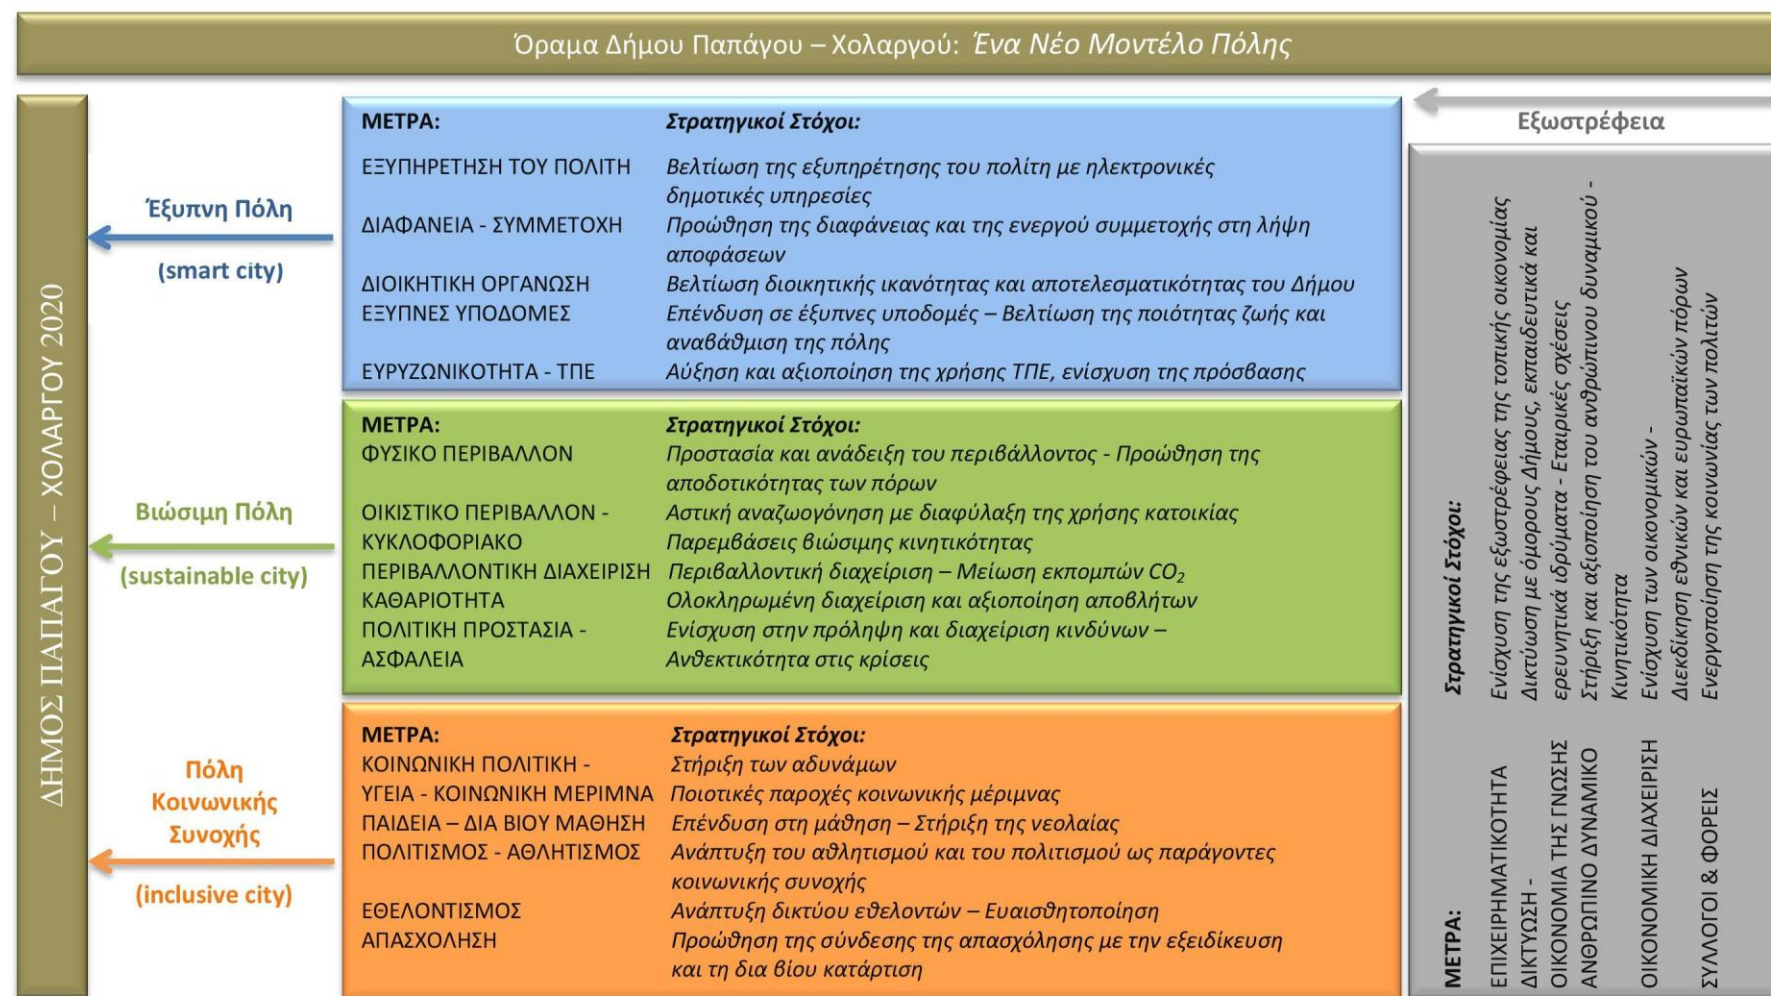 Όραμα Δήμου Παπάγου – Χολαργού: Ένα Νέο Μοντέλο Πόλης
ΔΗΜΟΣ ΠΑΠΑΓΟΥ – ΧΟΛΑΡΓΟΥ 2020
Έξυπνη Πόλη
(smart city)
ΜΕΤΡΑ: Στρατηγικοί Στόχοι:
ΕΞΥΠΗΡΕΤΗΣΗ ΤΟΥ ΠΟΛΙΤΗ Βελτίωση της εξυπηρέτησης του πολίτη με ηλεκτρονικές
δημοτικές υπηρεσίες
ΔΙΑΦΑΝΕΙΑ - ΣΥΜΜΕΤΟΧΗ Προώθηση της διαφάνειας και της ενεργού συμμετοχής στη λήψη
αποφάσεων
ΔΙΟΙΚΗΤΙΚΗ ΟΡΓΑΝΩΣΗ Βελτίωση διοικητικής ικανότητας και αποτελεσματικότητας του Δήμου
ΕΞΥΠΝΕΣ ΥΠΟΔΟΜΕΣ Επένδυση σε έξυπνες υποδομές – Βελτίωση της ποιότητας ζωής και
αναβάθμιση της πόλης
ΕΥΡΥΖΩΝΙΚΟΤΗΤΑ - ΤΠΕ Αύξηση και αξιοποίηση της χρήσης ΤΠΕ, ενίσχυση της πρόσβασης
Βιώσιμη Πόλη
(sustainable city)
ΜΕΤΡΑ: Στρατηγικοί Στόχοι:
ΦΥΣΙΚΟ ΠΕΡΙΒΑΛΛΟΝ Προστασία και ανάδειξη του περιβάλλοντος - Προώθηση της
αποδοτικότητας των πόρων
ΟΙΚΙΣΤΙΚΟ ΠΕΡΙΒΑΛΛΟΝ - Αστική αναζωογόνηση με διαφύλαξη της χρήσης κατοικίας
ΚΥΚΛΟΦΟΡΙΑΚΟ Παρεμβάσεις βιώσιμης κινητικότητας
ΠΕΡΙΒΑΛΛΟΝΤΙΚΗ ΔΙΑΧΕΙΡΙΣΗ Περιβαλλοντική διαχείριση – Μείωση εκπομπών CO₂
ΚΑΘΑΡΙΟΤΗΤΑ Ολοκληρωμένη διαχείριση και αξιοποίηση αποβλήτων
ΠΟΛΙΤΙΚΗ ΠΡΟΣΤΑΣΙΑ - Ενίσχυση στην πρόληψη και διαχείριση κινδύνων –
ΑΣΦΑΛΕΙΑ Ανθεκτικότητα στις κρίσεις
Πόλη
Κοινωνικής
Συνοχής
(inclusive city)
ΜΕΤΡΑ: Στρατηγικοί Στόχοι:
ΚΟΙΝΩΝΙΚΗ ΠΟΛΙΤΙΚΗ - Στήριξη των αδυνάμων
ΥΓΕΙΑ - ΚΟΙΝΩΝΙΚΗ ΜΕΡΙΜΝΑ Ποιοτικές παροχές κοινωνικής μέριμνας
ΠΑΙΔΕΙΑ – ΔΙΑ ΒΙΟΥ ΜΑΘΗΣΗ Επένδυση στη μάθηση – Στήριξη της νεολαίας
ΠΟΛΙΤΙΣΜΟΣ - ΑΘΛΗΤΙΣΜΟΣ Ανάπτυξη του αθλητισμού και του πολιτισμού ως παράγοντες
κοινωνικής συνοχής
ΕΘΕΛΟΝΤΙΣΜΟΣ Ανάπτυξη δικτύου εθελοντών – Ευαισθητοποίηση
ΑΠΑΣΧΟΛΗΣΗ Προώθηση της σύνδεσης της απασχόλησης με την εξειδίκευση
και τη δια βίου κατάρτιση
Εξωστρέφεια
ΜΕΤΡΑ: Στρατηγικοί Στόχοι:
ΕΠΙΧΕΙΡΗΜΑΤΙΚΟΤΗΤΑ Ενίσχυση της εξωστρέφειας της τοπικής οικονομίας
ΔΙΚΤΥΩΣΗ - Δικτύωση με όμορους Δήμους, εκπαιδευτικά και
ΟΙΚΟΝΟΜΙΑ ΤΗΣ ΓΝΩΣΗΣ ερευνητικά ιδρύματα - Εταιρικές σχέσεις
ΑΝΘΡΩΠΙΝΟ ΔΥΝΑΜΙΚΟ Στήριξη και αξιοποίηση του ανθρώπινου δυναμικού -
Κινητικότητα
ΟΙΚΟΝΟΜΙΚΗ ΔΙΑΧΕΙΡΙΣΗ Ενίσχυση των οικονομικών -
Διεκδίκηση εθνικών και ευρωπαϊκών πόρων
ΣΥΛΛΟΓΟΙ & ΦΟΡΕΙΣ Ενεργοποίηση της κοινωνίας των πολιτών